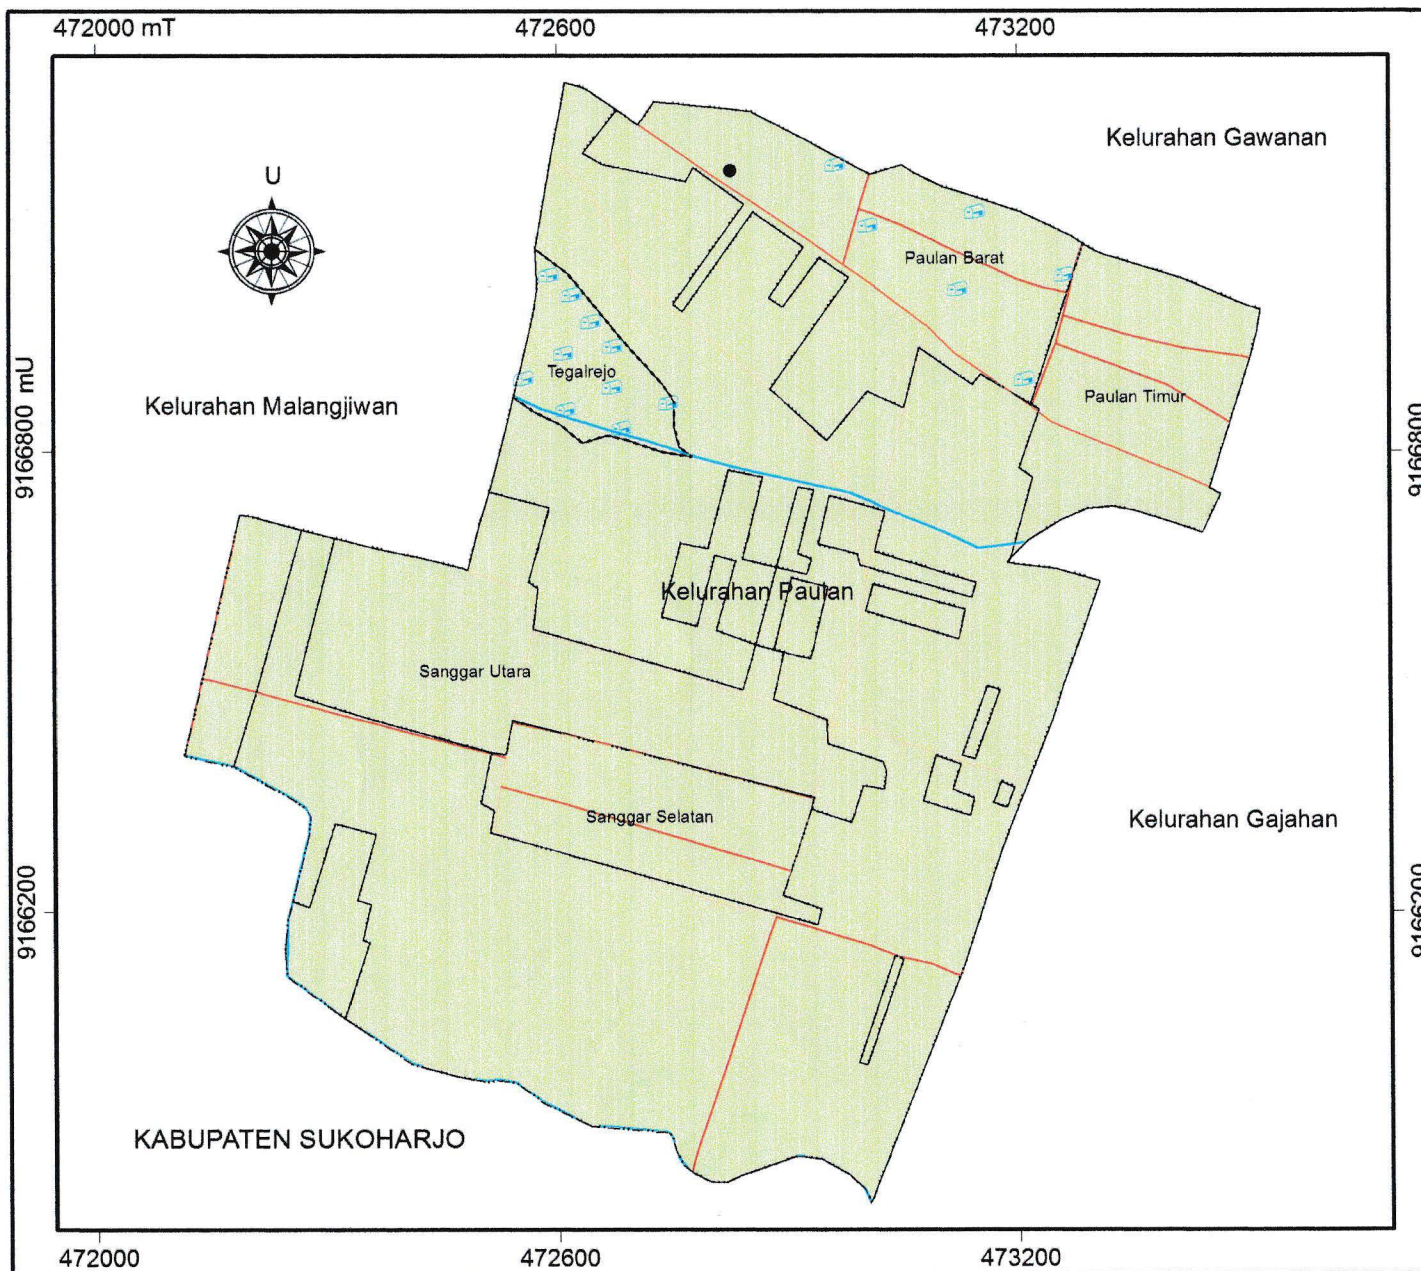 472000 mT 472600 473200
Kelurahan Gawanan
U
Paulan Barat
Tegalrejo
Paulan Timur
Kelurahan Malangjiwan
9166800 mU
9166800
Kelurahan Paulan
Sanggar Utara
Sanggar Selatan
Kelurahan Gajahan
9166200
9166200
KABUPATEN SUKOHARJO
472000 472600 473200